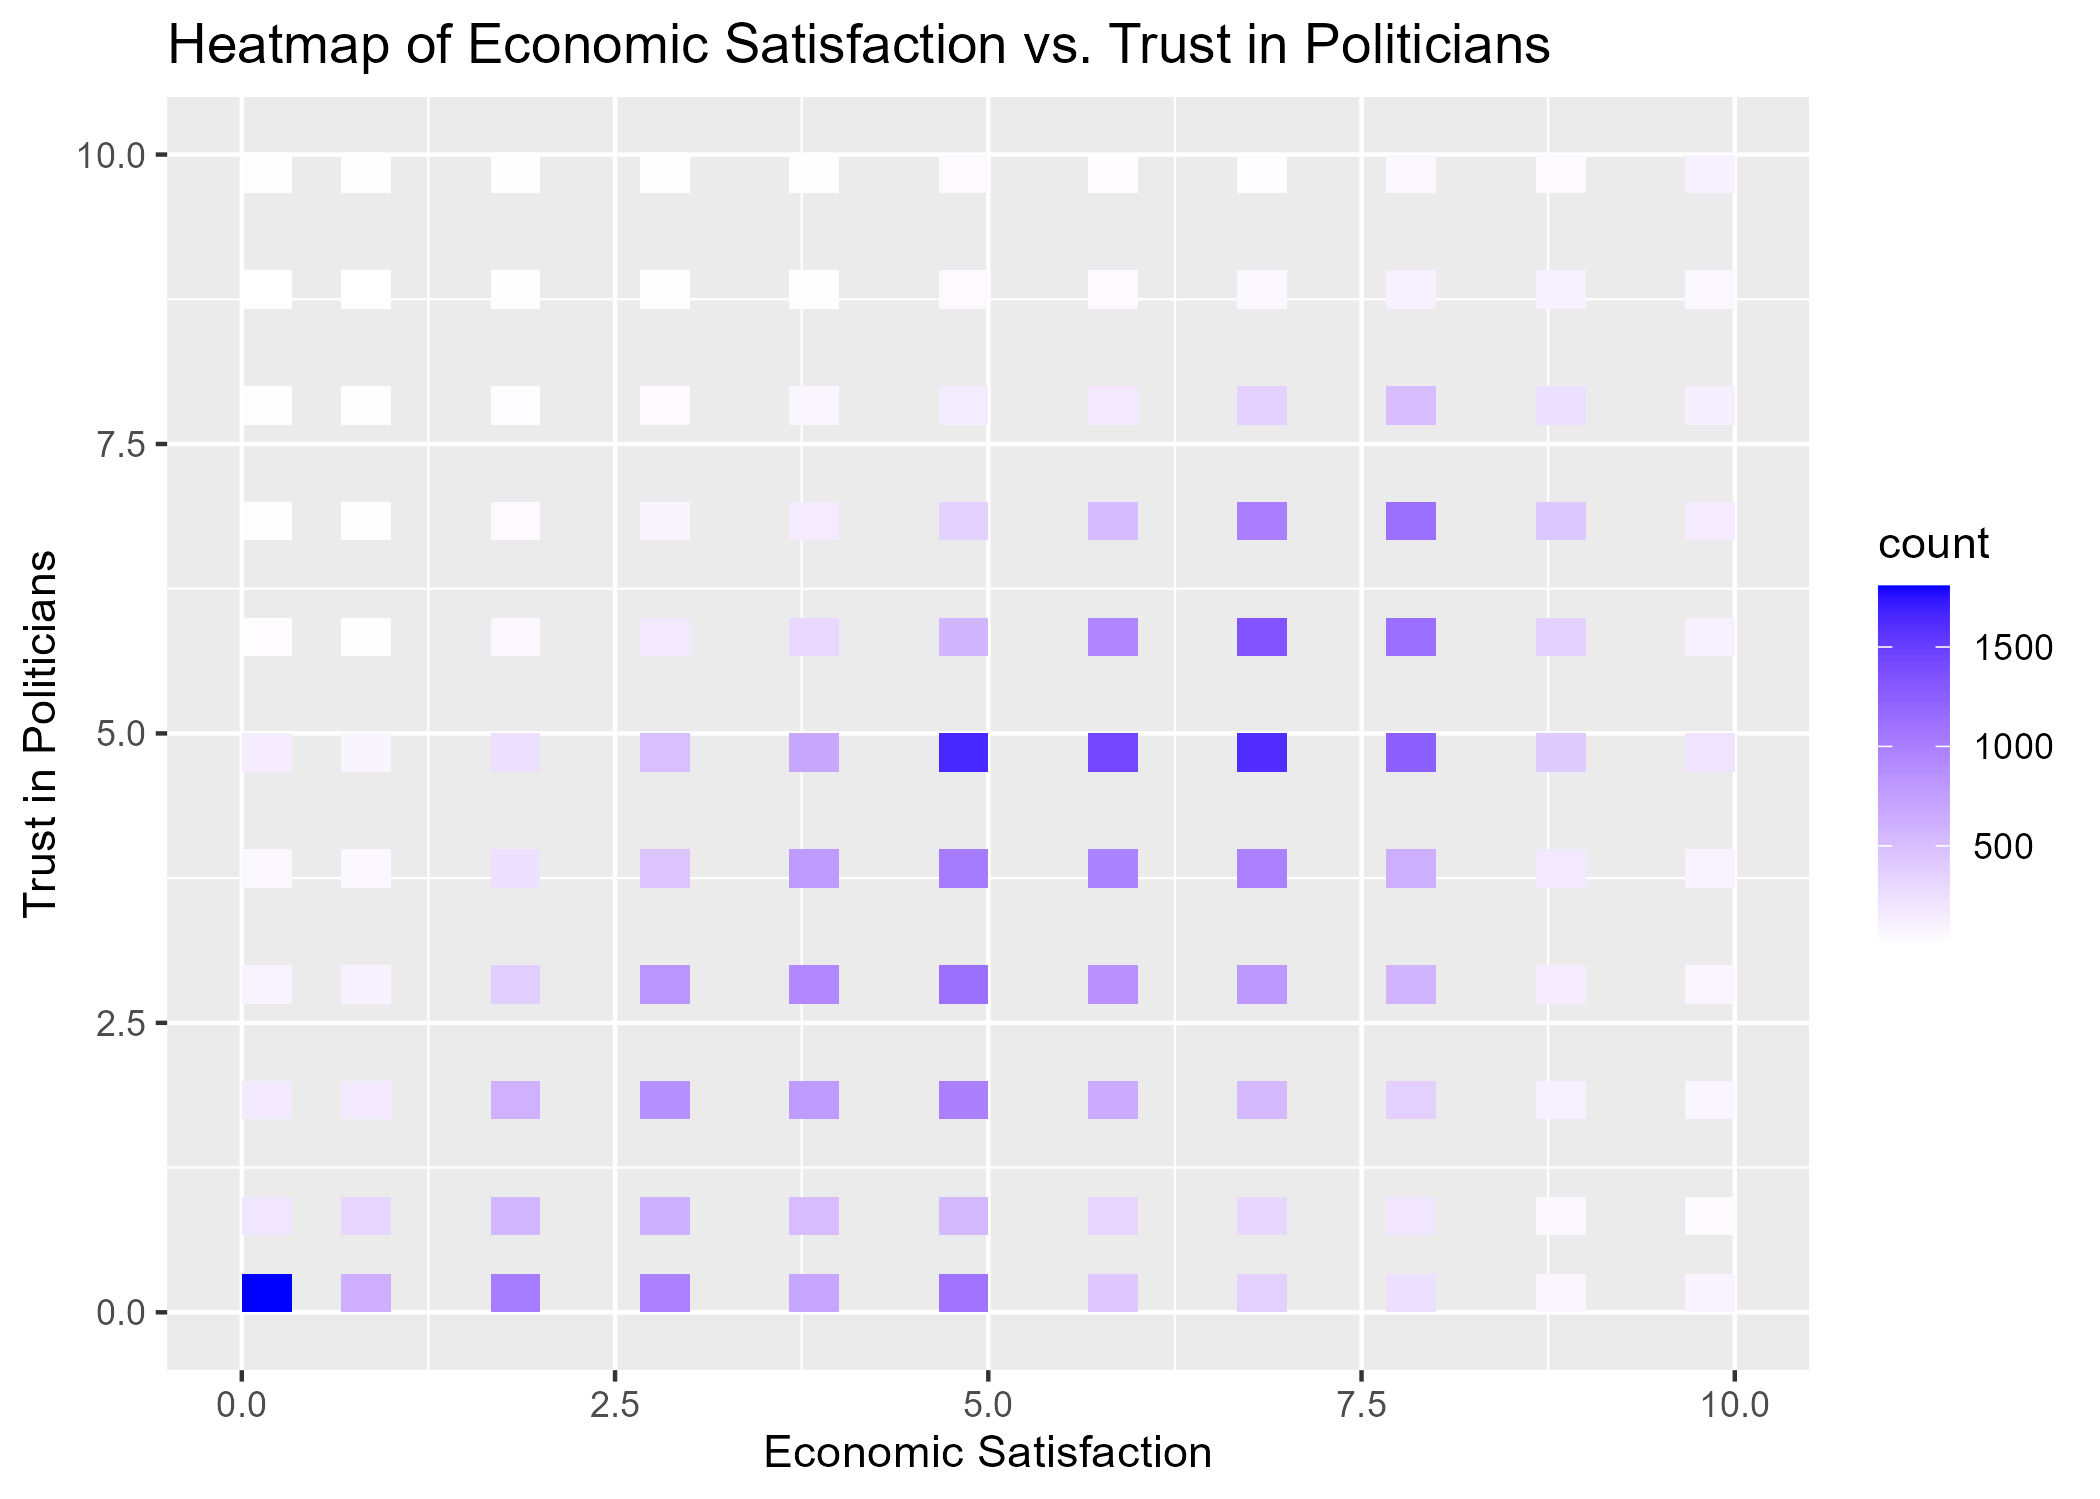 Heatmap of Economic Satisfaction vs. Trust in Politicians
Trust in Politicians
10.0
7.5
5.0
2.5
0.0
0.0 2.5 5.0 7.5 10.0
Economic Satisfaction
count
1500
1000
500